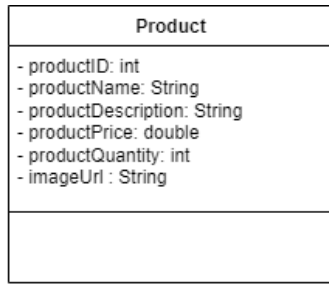 Product
- productID: int
- productName: String
- productDescription: String
- productPrice: double
- productQuantity: int
- imageUrl : String